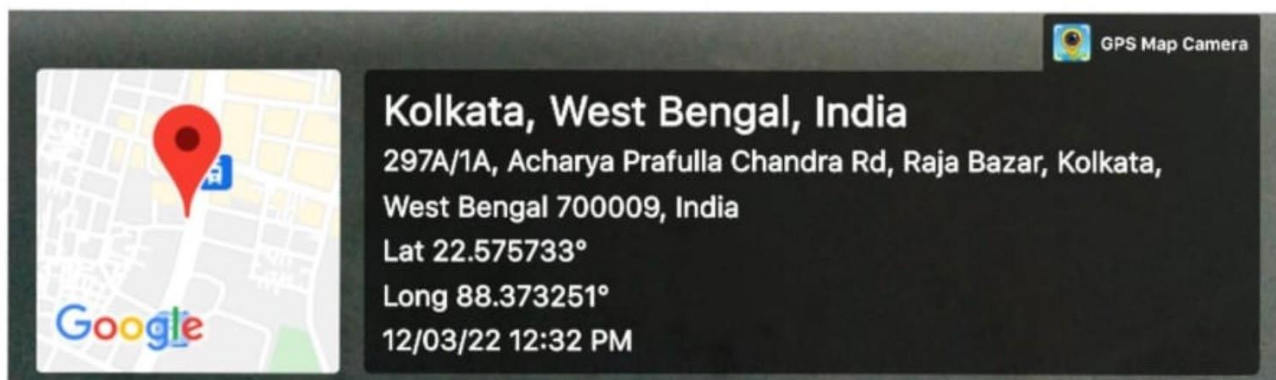 GPS Map Camera
Kolkata, West Bengal, India
297A/1A, Acharya Prafulla Chandra Rd, Raja Bazar, Kolkata,
West Bengal 700009, India
Lat 22.575733°
Long 88.373251°
12/03/22 12:32 PM
Google